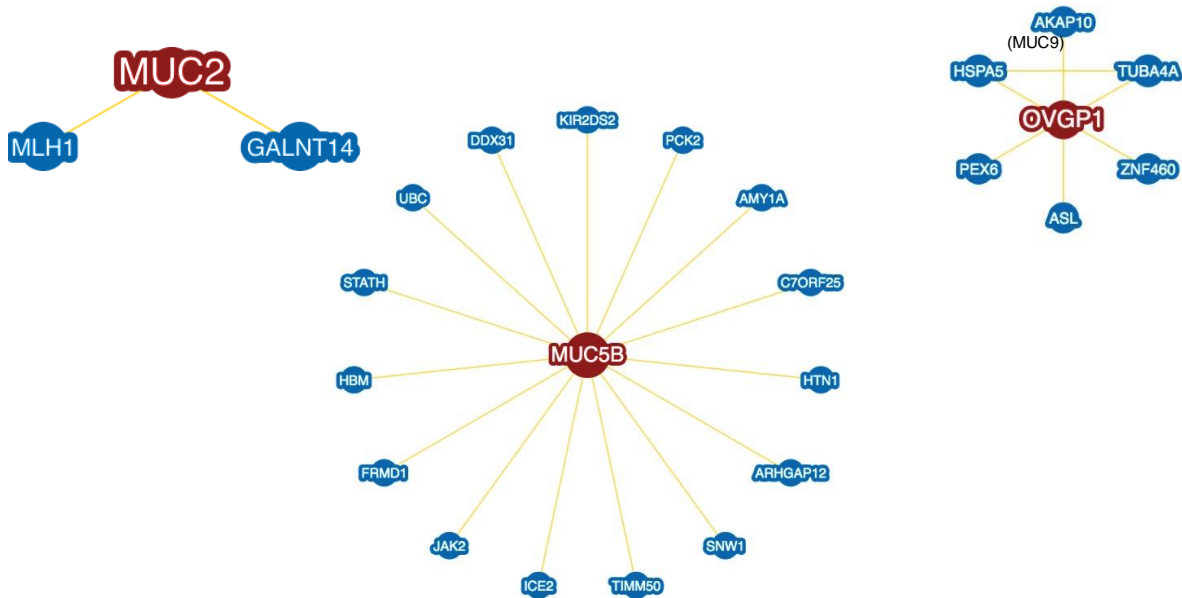 MUC2
MLH1
GALNT14
KIR2DS2
DDX31
PCK2
UBC
AMY1A
STATH
C7ORF25
MUC5B
HBM
HTN1
FRMD1
ARHGAP12
JAK2
SNW1
ICE2
TIMM50
AKAP10
(MUC9)
HSPA5
TUBA4A
OVGP1
PEX6
ZNF460
ASL